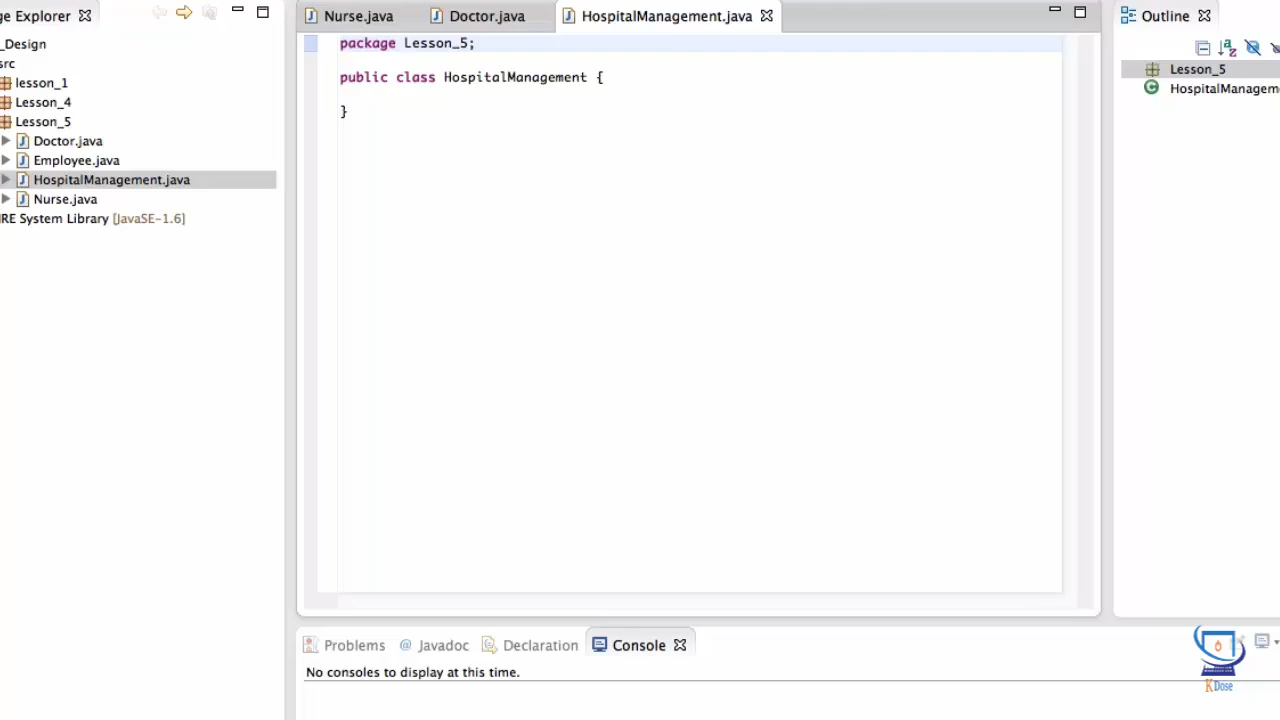 ge Explorer
_Design
src
lesson_1
Lesson_4
Lesson_5
Doctor.java
Employee.java
HospitalManagement.java
Nurse.java
RE System Library [JavaSE-1.6]
Nurse.java Doctor.java HospitalManagement.java
package Lesson_5;
public class HospitalManagement {
}
Outline
Lesson_5
HospitalManagem
Problems @ Javadoc Declaration Console
No consoles to display at this time.
KDose